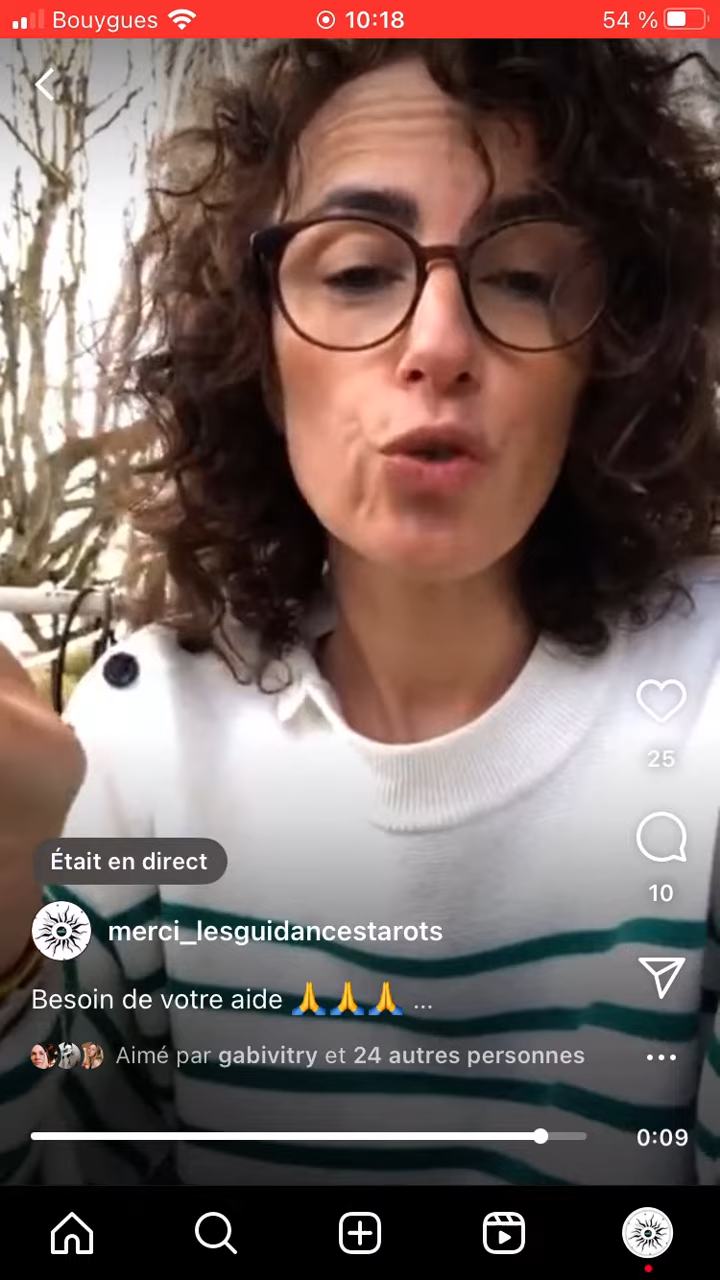 Bouygues 10:18 54 %
25
10
Était en direct
merci_lesguidancestarots
Besoin de votre aide 🙏🙏🙏 ...
Aimé par gabivitry et 24 autres personnes
0:09